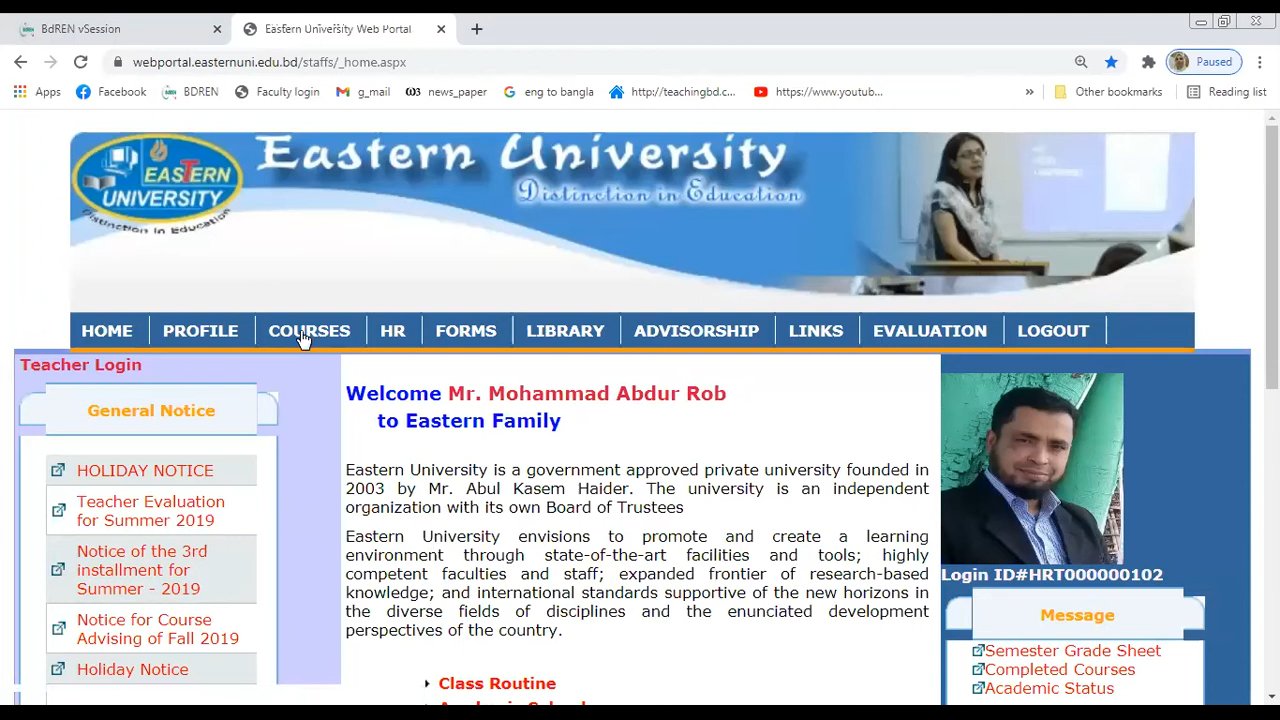 BdREN vSession
Eastern University Web Portal
webportal.easternuni.edu.bd/staffs/_home.aspx
Paused
Apps Facebook BDREN Faculty login g_mail news_paper eng to bangla http://teachingbd.c... https://www.youtub... » Other bookmarks Reading list
EASTERN
UNIVERSITY
Distinction in Education
Eastern University
Distinction in Education
HOME PROFILE COURSES HR FORMS LIBRARY ADVISORSHIP LINKS EVALUATION LOGOUT
Teacher Login
General Notice
HOLIDAY NOTICE
Teacher Evaluation
for Summer 2019
Notice of the 3rd
installment for
Summer - 2019
Notice for Course
Advising of Fall 2019
Holiday Notice
Welcome Mr. Mohammad Abdur Rob
to Eastern Family
Eastern University is a government approved private university founded in
2003 by Mr. Abul Kasem Haider. The university is an independent
organization with its own Board of Trustees
Eastern University envisions to promote and create a learning
environment through state-of-the-art facilities and tools; highly
competent faculties and staff; expanded frontier of research-based
knowledge; and international standards supportive of the new horizons in
the diverse fields of disciplines and the enunciated development
perspectives of the country.
Class Routine
Login ID#HRT000000102
Message
Semester Grade Sheet
Completed Courses
Academic Status